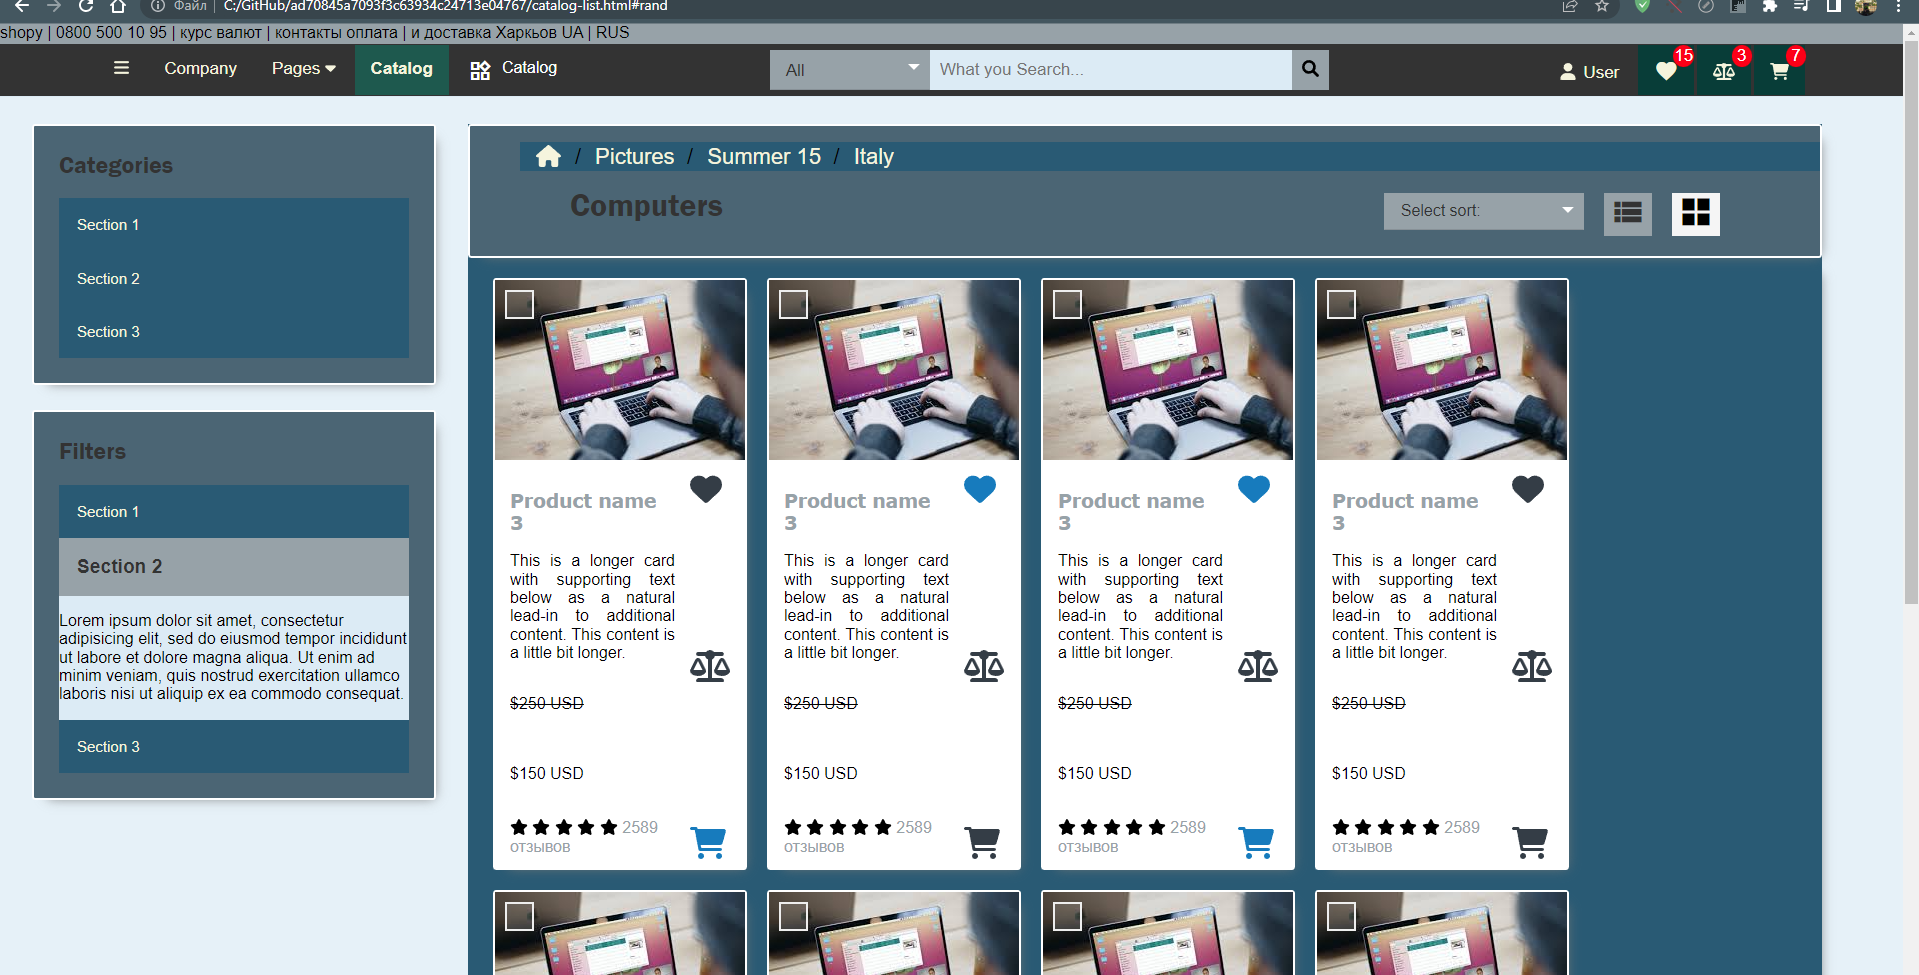 Файл | C:/GitHub/ad70845a7093f3c63934c24713e04767/catalog-list.html#rand
shopy | 0800 500 10 95 | курс валют | контакты оплата | и доставка Харьков UA | RUS
Company Pages Catalog Catalog All What you Search... User 15 3 7
Categories
Section 1
Section 2
Section 3
Filters
Section 1
Section 2
Lorem ipsum dolor sit amet, consectetur
adipisicing elit, sed do eiusmod tempor incididunt
ut labore et dolore magna aliqua. Ut enim ad
minim veniam, quis nostrud exercitation ullamco
laboris nisi ut aliquip ex ea commodo consequat.
Section 3
/ Pictures / Summer 15 / Italy
Computers
Select sort:
Product name
3
This is a longer card
with supporting text
below as a natural
lead-in to additional
content. This content is
a little bit longer.
$250 USD
$150 USD
2589
отзывов
Product name
3
This is a longer card
with supporting text
below as a natural
lead-in to additional
content. This content is
a little bit longer.
$250 USD
$150 USD
2589
отзывов
Product name
3
This is a longer card
with supporting text
below as a natural
lead-in to additional
content. This content is
a little bit longer.
$250 USD
$150 USD
2589
отзывов
Product name
3
This is a longer card
with supporting text
below as a natural
lead-in to additional
content. This content is
a little bit longer.
$250 USD
$150 USD
2589
отзывов